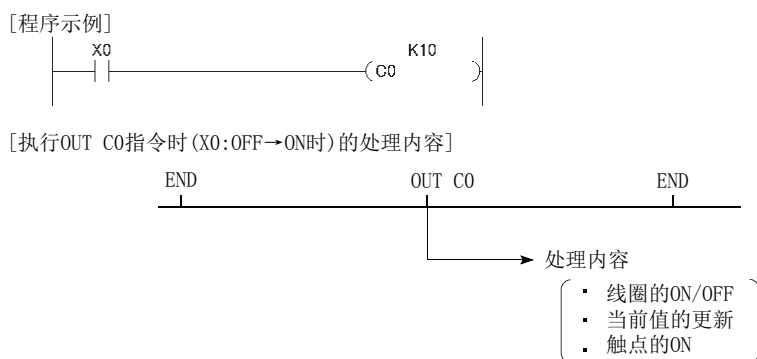 [程序示例]
X0 K10
C0
[执行OUT C0指令时(X0:OFF→ON时)的处理内容]
END OUT C0 END
处理内容
▪ 线圈的ON/OFF
▪ 当前值的更新
▪ 触点的ON